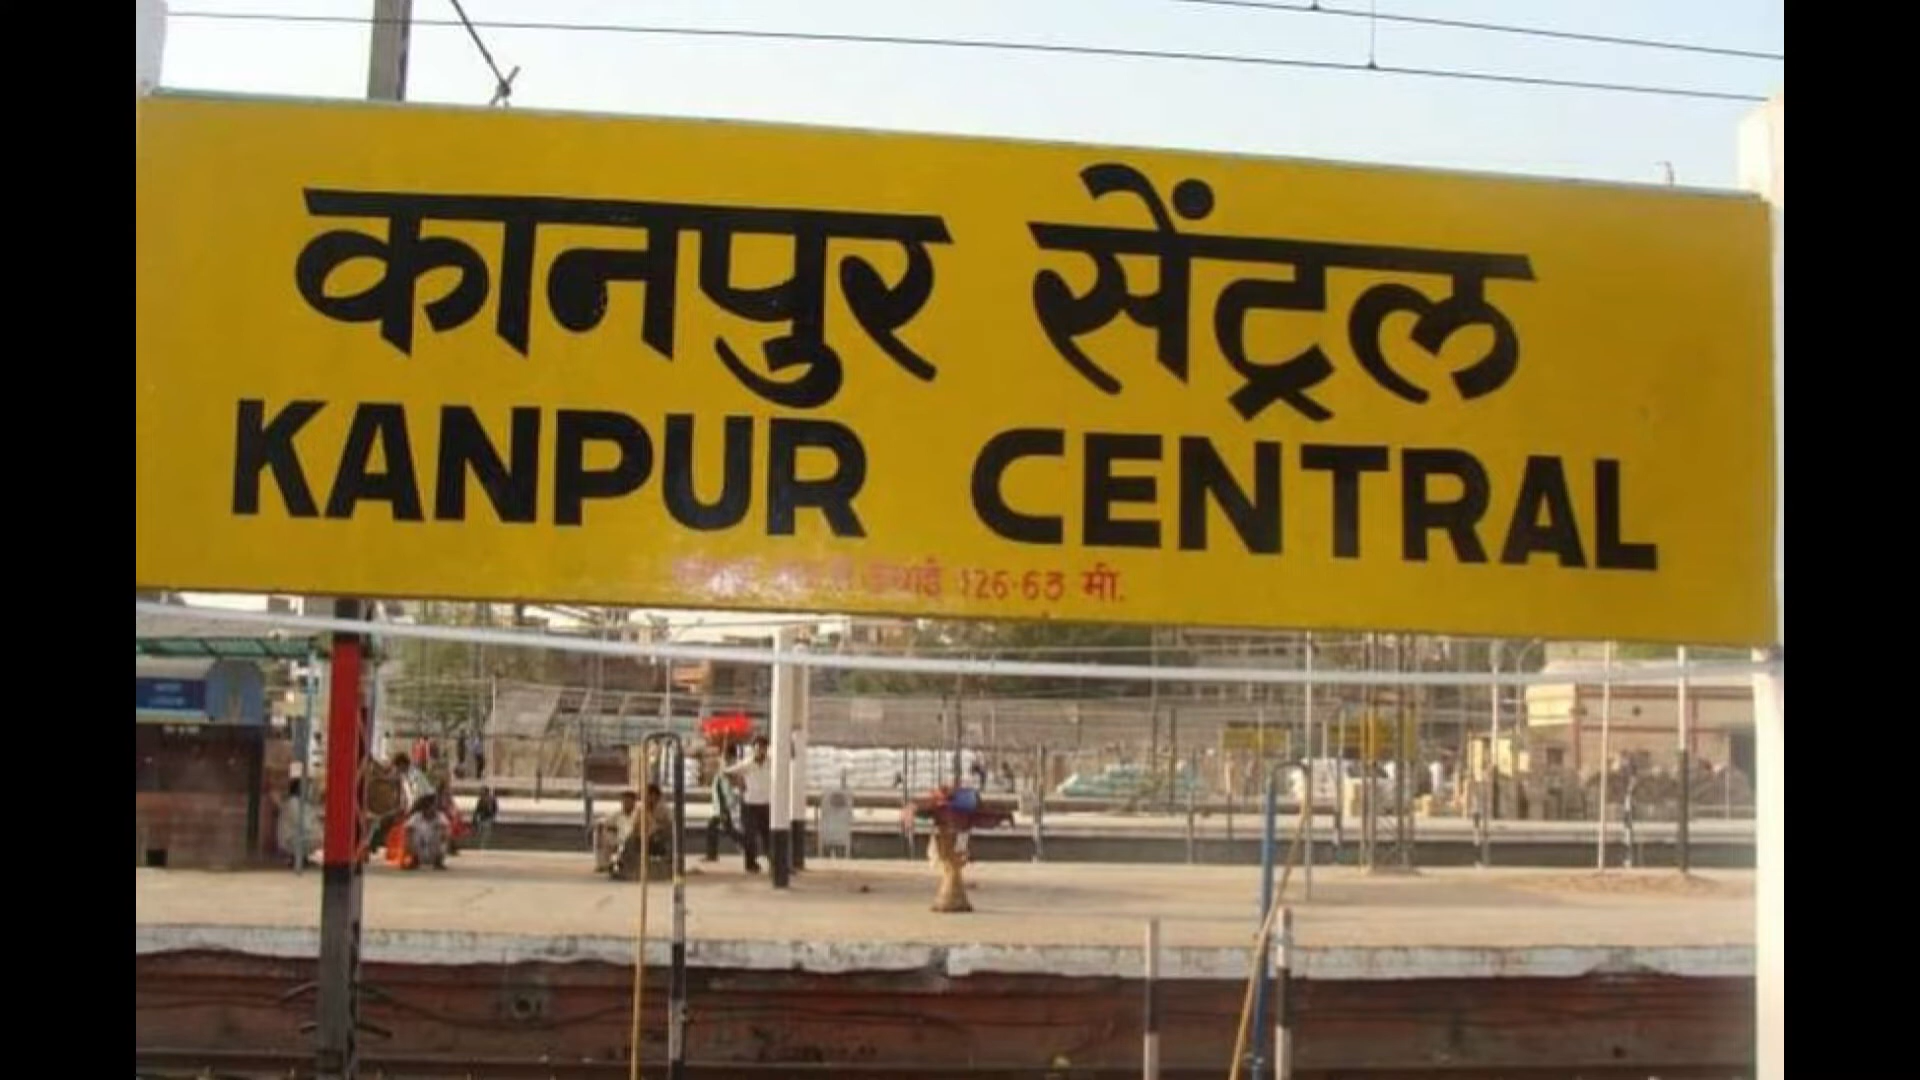 कानपुर सेंट्रल
KANPUR CENTRAL
ऊंचाई 126·63 मी.